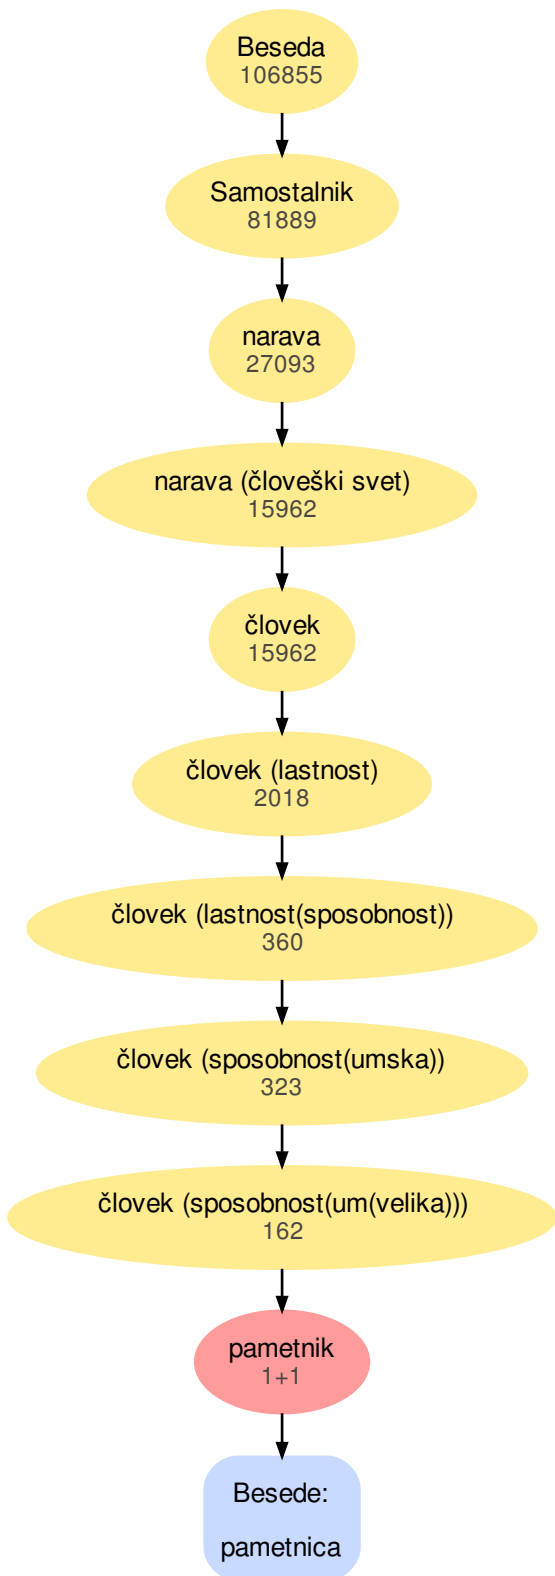 Beseda
106855
Samostalnik
81889
narava
27093
narava (človeški svet)
15962
človek
15962
človek (lastnost)
2018
človek (lastnost(sposobnost))
360
človek (sposobnost(umska))
323
človek (sposobnost(um(velika)))
162
pametnik
1+1
Besede:
pametnica